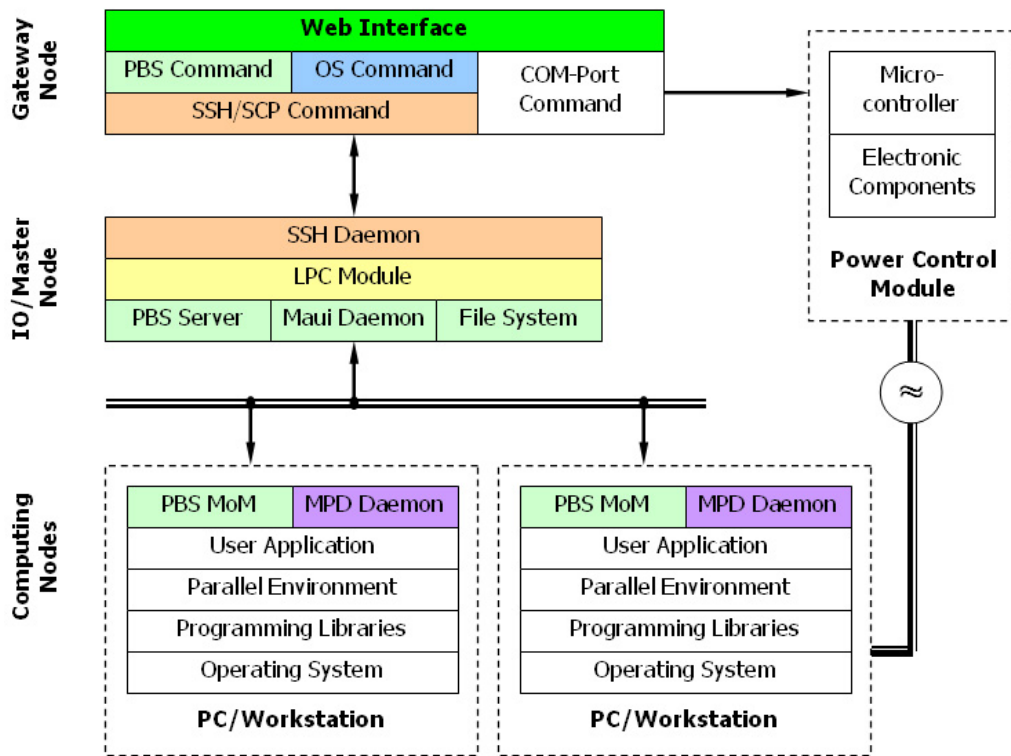 Gateway
Node
Web Interface
PBS Command
OS Command
SSH/SCP Command
COM-Port
Command
Micro-
controller
Electronic
Components
Power Control
Module
≈
IO/Master
Node
SSH Daemon
LPC Module
PBS Server
Maui Daemon
File System
Computing
Nodes
PBS MoM
MPD Daemon
User Application
Parallel Environment
Programming Libraries
Operating System
PC/Workstation
PBS MoM
MPD Daemon
User Application
Parallel Environment
Programming Libraries
Operating System
PC/Workstation